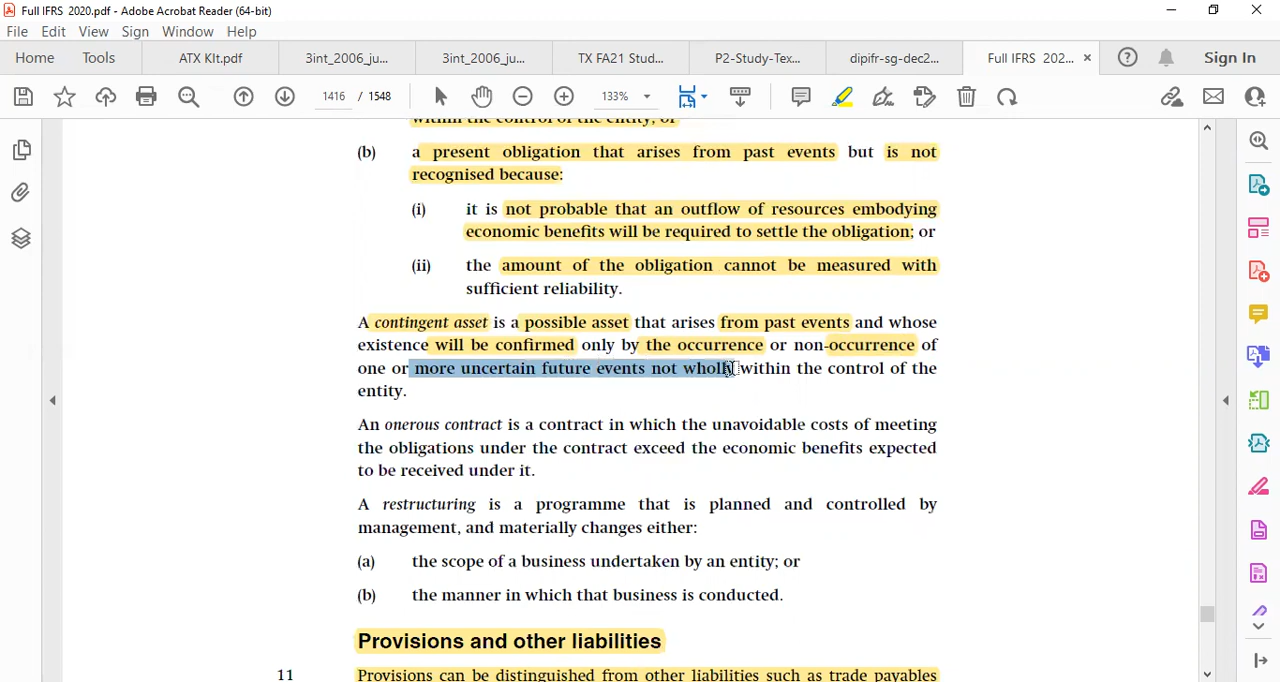 Full IFRS 2020.pdf - Adobe Acrobat Reader (64-bit)
File Edit View Sign Window Help
Home Tools ATX KIt.pdf 3int_2006_ju... 3int_2006_ju... TX FA21 Stud... P2-Study-Tex... dipifr-sg-dec2... Full IFRS 202... Sign In
1416 / 1548 133%
within the control of the entity; or
(b) a present obligation that arises from past events but is not
recognised because:
(i) it is not probable that an outflow of resources embodying
economic benefits will be required to settle the obligation; or
(ii) the amount of the obligation cannot be measured with
sufficient reliability.
A contingent asset is a possible asset that arises from past events and whose
existence will be confirmed only by the occurrence or non-occurrence of
one or more uncertain future events not wholly within the control of the
entity.
An onerous contract is a contract in which the unavoidable costs of meeting
the obligations under the contract exceed the economic benefits expected
to be received under it.
A restructuring is a programme that is planned and controlled by
management, and materially changes either:
(a) the scope of a business undertaken by an entity; or
(b) the manner in which that business is conducted.
Provisions and other liabilities
11 Provisions can be distinguished from other liabilities such as trade payables